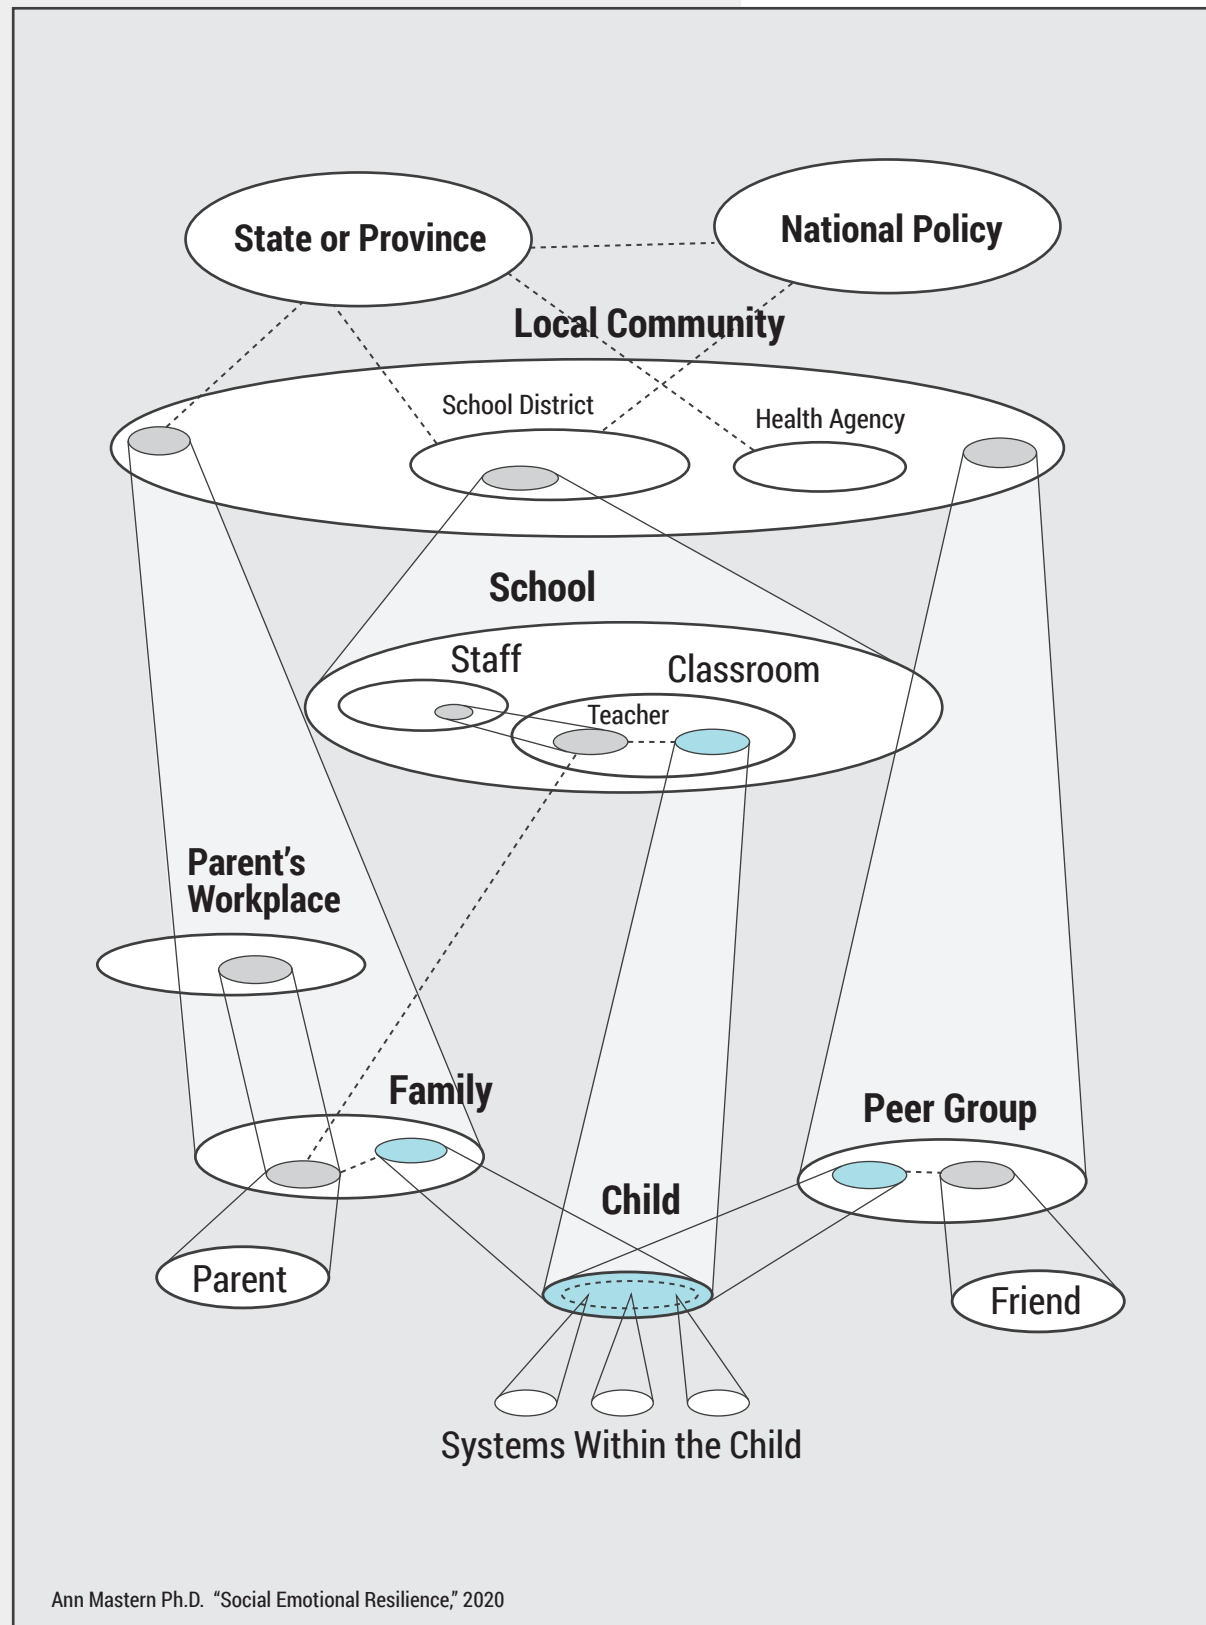 State or Province
National Policy
Local Community
School District
Health Agency
School
Staff
Classroom
Teacher
Parent’s
Workplace
Family
Peer Group
Child
Parent
Friend
Systems Within the Child
Ann Mastern Ph.D. “Social Emotional Resilience,” 2020